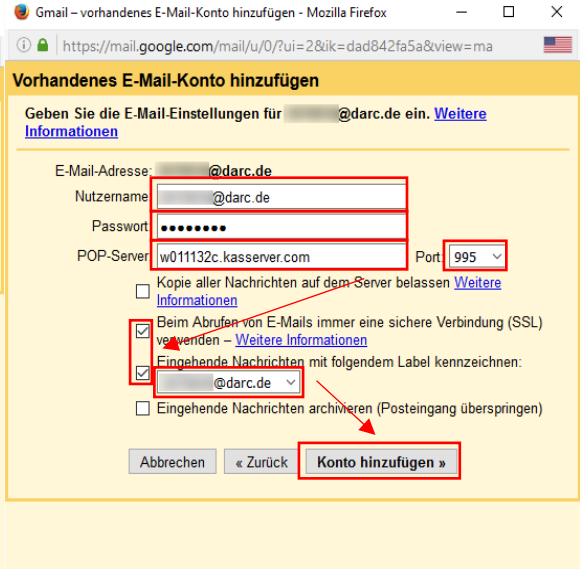 Gmail – vorhandenes E-Mail-Konto hinzufügen - Mozilla Firefox
https://mail.google.com/mail/u/0/?ui=2&ik=dad842fa5a&view=ma
Vorhandenes E-Mail-Konto hinzufügen
Geben Sie die E-Mail-Einstellungen für @darc.de ein. Weitere
Informationen
E-Mail-Adresse: @darc.de
Nutzername @darc.de
Passwort ••••••••
POP-Server w011132c.kasserver.com Port: 995
Kopie aller Nachrichten auf dem Server belassen Weitere
Informationen
Beim Abrufen von E-Mails immer eine sichere Verbindung (SSL)
verwenden – Weitere Informationen
Eingehende Nachrichten mit folgendem Label kennzeichnen:
@darc.de
Eingehende Nachrichten archivieren (Posteingang überspringen)
Abbrechen « Zurück Konto hinzufügen »